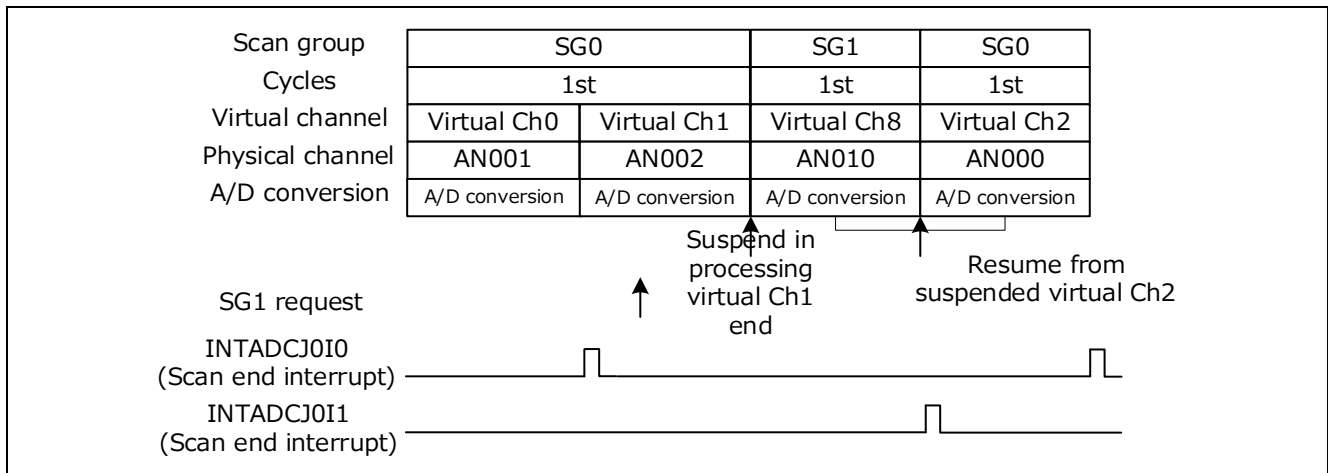 Scan group SG0 SG1 SG0
Cycles 1st 1st 1st
Virtual channel Virtual Ch0 Virtual Ch1 Virtual Ch8 Virtual Ch2
Physical channel AN001 AN002 AN010 AN000
A/D conversion A/D conversion A/D conversion A/D conversion A/D conversion
Suspend in
processing
virtual Ch1
end
Resume from
suspended virtual Ch2
SG1 request
INTADCJ0I0
(Scan end interrupt)
INTADCJ0I1
(Scan end interrupt)